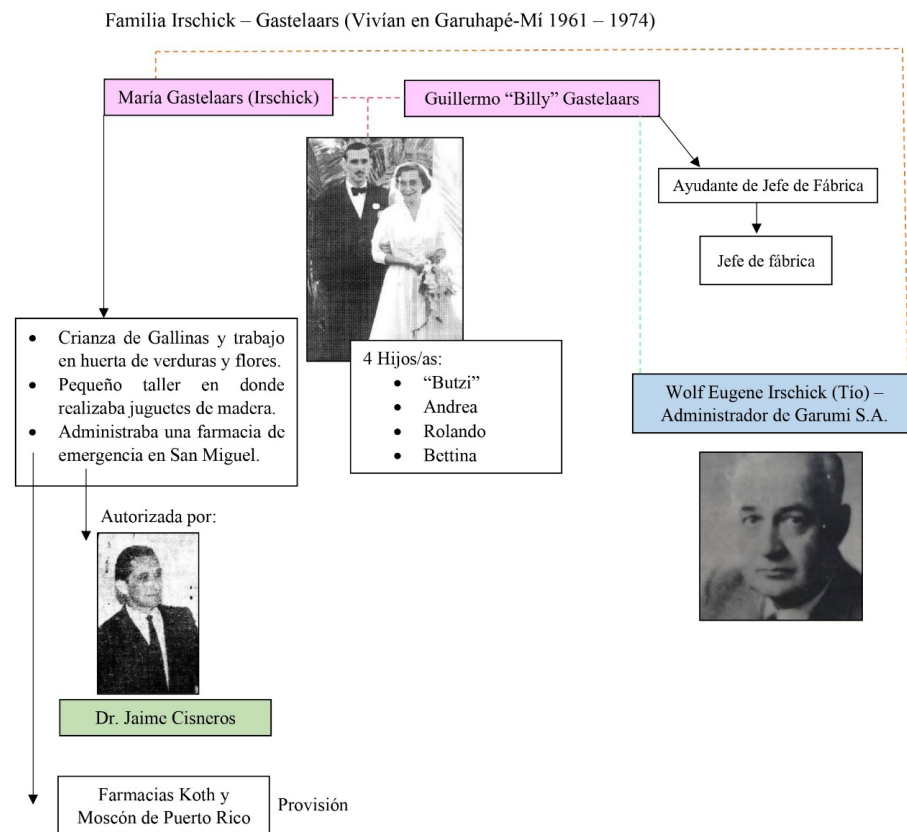 Familia Irschick – Gastelaars (Vivían en Garuhapé-Mí 1961 – 1974)
María Gastelaars (Irschick)
Guillermo “Billy” Gastelaars
Ayudante de Jefe de Fábrica
Jefe de fábrica
• Crianza de Gallinas y trabajo
en huerta de verduras y flores.
• Pequeño taller en donde
realizaba juguetes de madera.
• Administraba una farmacia de
emergencia en San Miguel.
4 Hijos/as:
• “Butzi”
• Andrea
• Rolando
• Bettina
Wolf Eugene Irschick (Tío) –
Administrador de Garumi S.A.
Autorizada por:
Dr. Jaime Cisneros
Farmacias Koth y
Moscón de Puerto Rico
Provisión